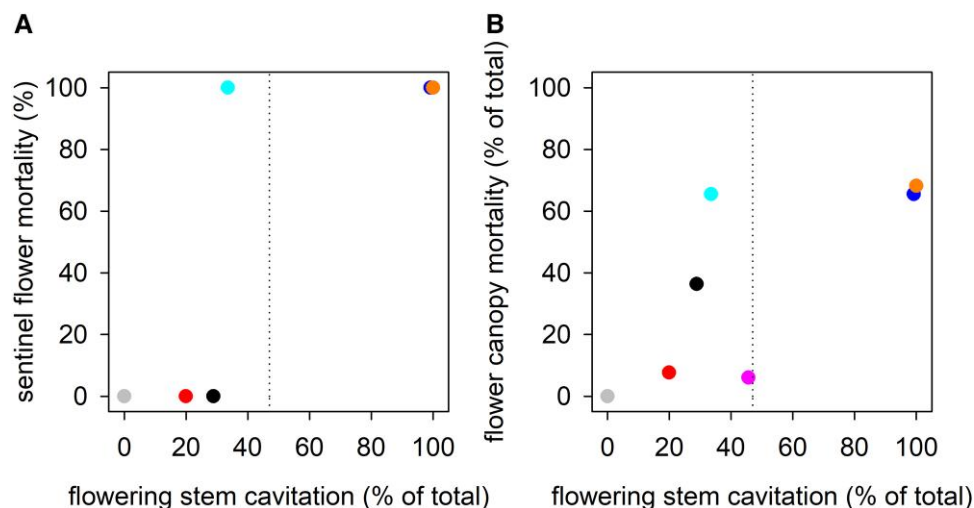 A
sentinel flower mortality (%)
100
80
60
40
20
0
0 20 40 60 80 100
flowering stem cavitation (% of total)
B
flower canopy mortality (% of total)
100
80
60
40
20
0
0 20 40 60 80 100
flowering stem cavitation (% of total)